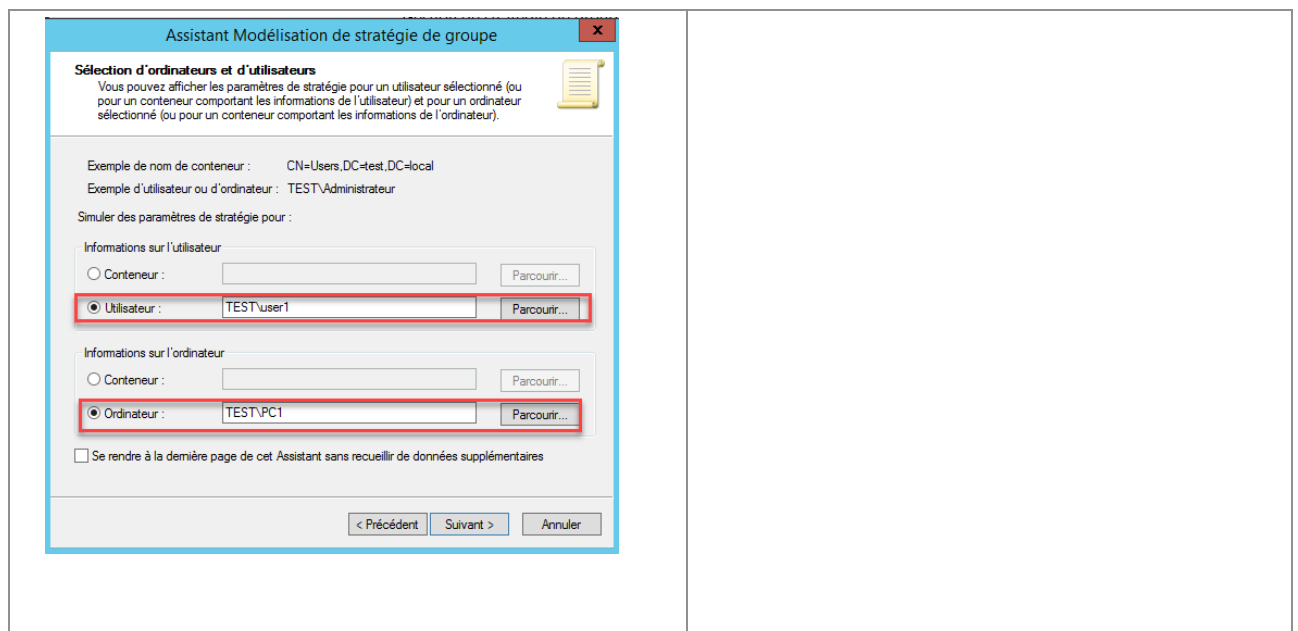 Assistant Modélisation de stratégie de groupe
x
Sélection d'ordinateurs et d'utilisateurs
Vous pouvez afficher les paramètres de stratégie pour un utilisateur sélectionné (ou
pour un conteneur comportant les informations de l'utilisateur) et pour un ordinateur
sélectionné (ou pour un conteneur comportant les informations de l'ordinateur).
Exemple de nom de conteneur : CN=Users,DC=test,DC=local
Exemple d'utilisateur ou d'ordinateur : TEST\Administrateur
Simuler des paramètres de stratégie pour :
Informations sur l'utilisateur
Conteneur : Parcourir...
Utilisateur : TEST\user1 Parcourir...
Informations sur l'ordinateur
Conteneur : Parcourir...
Ordinateur : TEST\PC1 Parcourir...
Se rendre à la dernière page de cet Assistant sans recueillir de données supplémentaires
< Précédent Suivant > Annuler